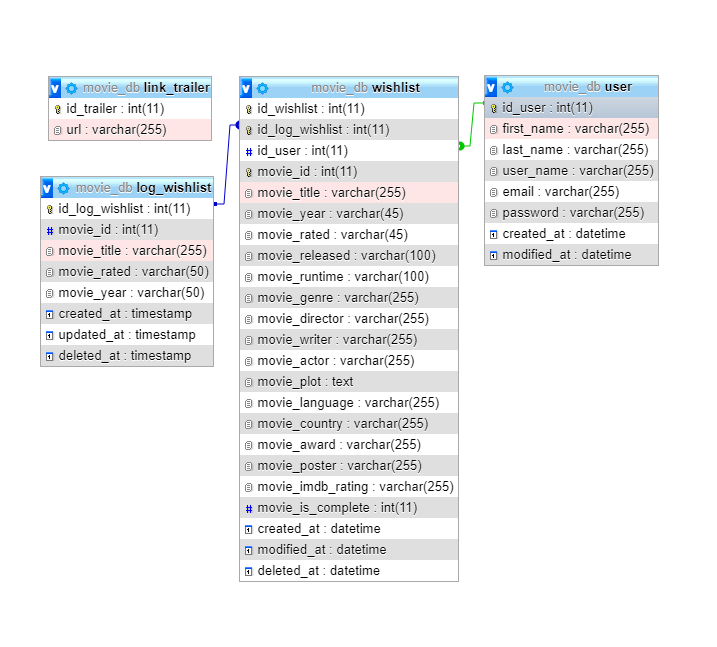 v movie_db link_trailer
id_trailer : int(11)
url : varchar(255)
v movie_db log_wishlist
id_log_wishlist : int(11)
# movie_id : int(11)
movie_title : varchar(255)
movie_rated : varchar(50)
movie_year : varchar(50)
created_at : timestamp
updated_at : timestamp
deleted_at : timestamp
v movie_db wishlist
id_wishlist : int(11)
id_log_wishlist : int(11)
# id_user : int(11)
movie_id : int(11)
movie_title : varchar(255)
movie_year : varchar(45)
movie_rated : varchar(45)
movie_released : varchar(100)
movie_runtime : varchar(100)
movie_genre : varchar(255)
movie_director : varchar(255)
movie_writer : varchar(255)
movie_actor : varchar(255)
movie_plot : text
movie_language : varchar(255)
movie_country : varchar(255)
movie_award : varchar(255)
movie_poster : varchar(255)
movie_imdb_rating : varchar(255)
# movie_is_complete : int(11)
created_at : datetime
modified_at : datetime
deleted_at : datetime
v movie_db user
id_user : int(11)
first_name : varchar(255)
last_name : varchar(255)
user_name : varchar(255)
email : varchar(255)
password : varchar(255)
created_at : datetime
modified_at : datetime